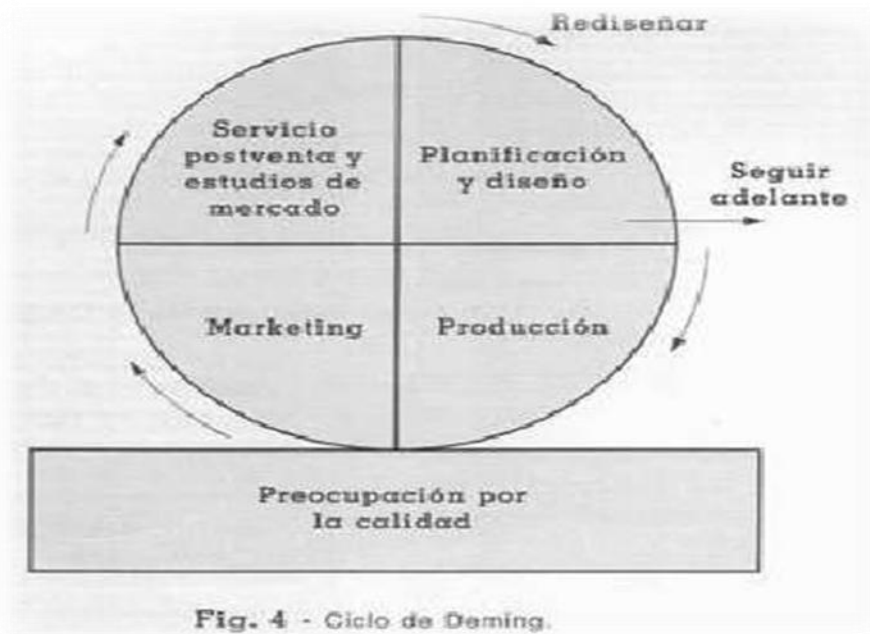 Rediseñar
Servicio
postventa y
estudios de
mercado
Planificación
y diseño
Seguir
adelante
Marketing
Producción
Preocupación por
la calidad
Fig. 4 - Ciclo de Deming.